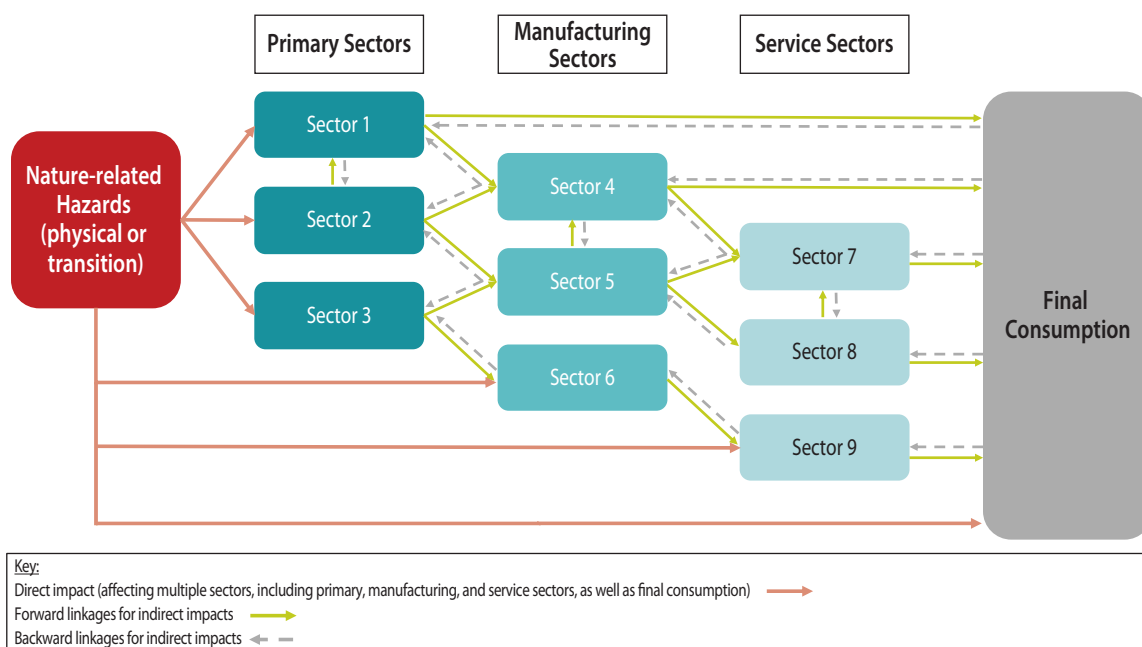 Primary Sectors
Manufacturing
Sectors
Service Sectors
Nature-related
Hazards
(physical or
transition)
Sector 1
Sector 2
Sector 3
Sector 4
Sector 5
Sector 6
Sector 7
Sector 8
Sector 9
Final
Consumption
Key:
Direct impact (affecting multiple sectors, including primary, manufacturing, and service sectors, as well as final consumption)
Forward linkages for indirect impacts
Backward linkages for indirect impacts